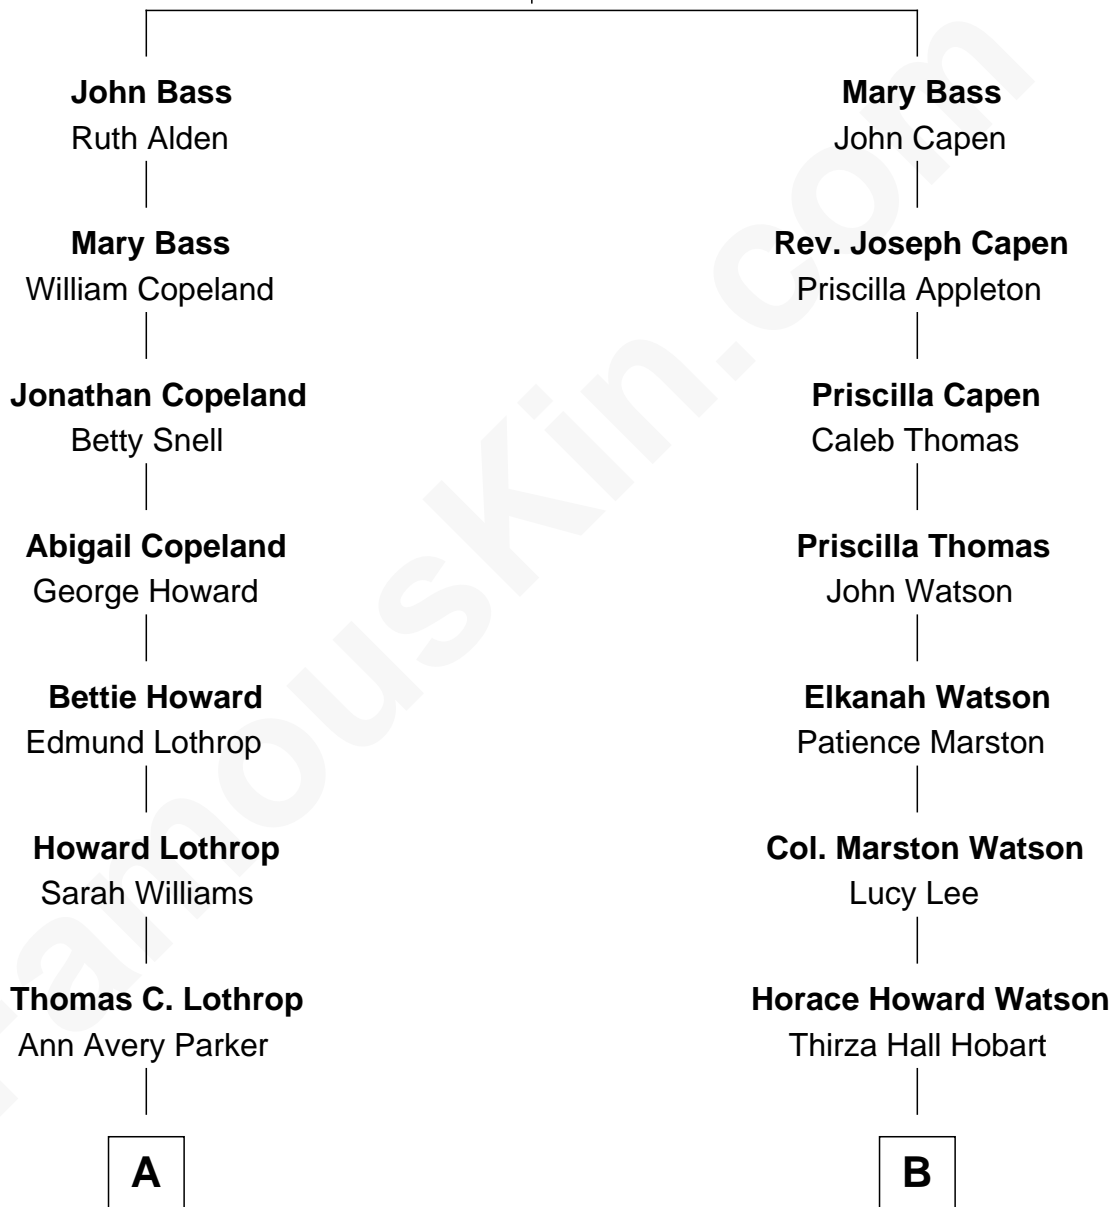 John Bass
Ruth Alden
Mary Bass
William Copeland
Jonathan Copeland
Betty Snell
Abigail Copeland
George Howard
Bettie Howard
Edmund Lothrop
Howard Lothrop
Sarah Williams
Thomas C. Lothrop
Ann Avery Parker
A
Mary Bass
John Capen
Rev. Joseph Capen
Priscilla Appleton
Priscilla Capen
Caleb Thomas
Priscilla Thomas
John Watson
Elkanah Watson
Patience Marston
Col. Marston Watson
Lucy Lee
Horace Howard Watson
Thirza Hall Hobart
B
FamousKin.com